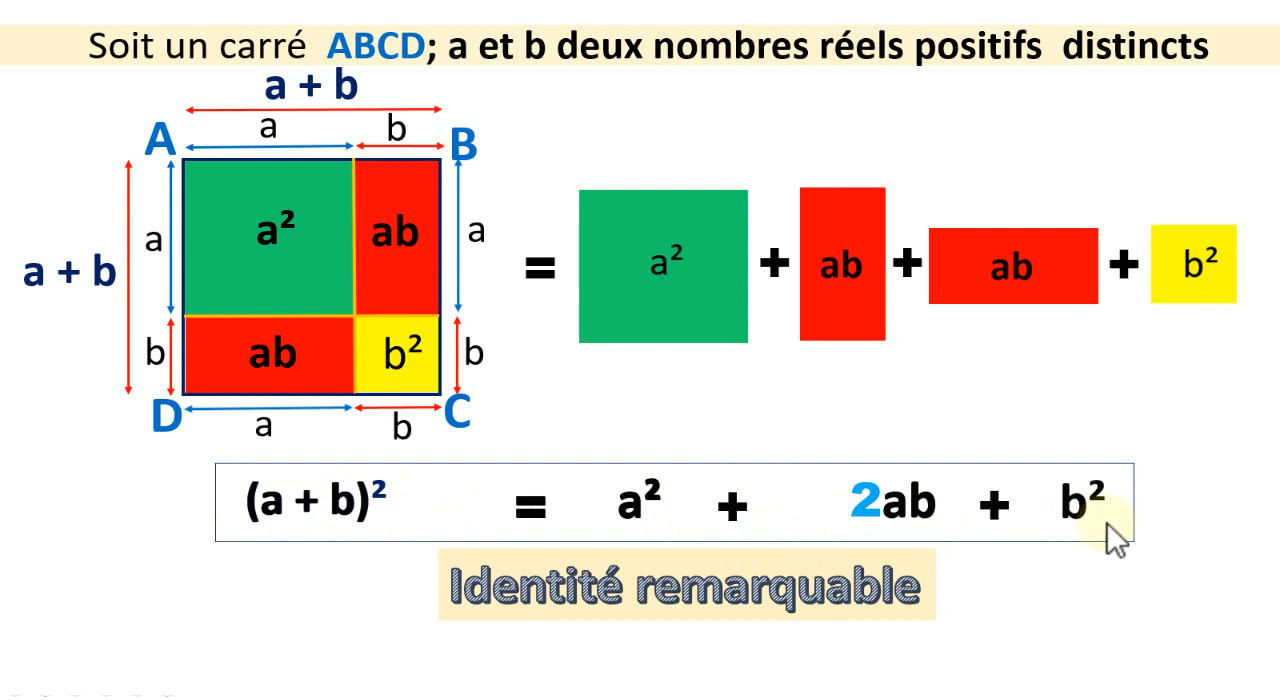 Soit un carré ABCD; a et b deux nombres réels positifs distincts
a + b
a b
A B
a a² ab a
a + b
= a² + ab + ab + b²
b ab b² b
D C
a b
(a + b)² = a² + 2ab + b²
Identité remarquable